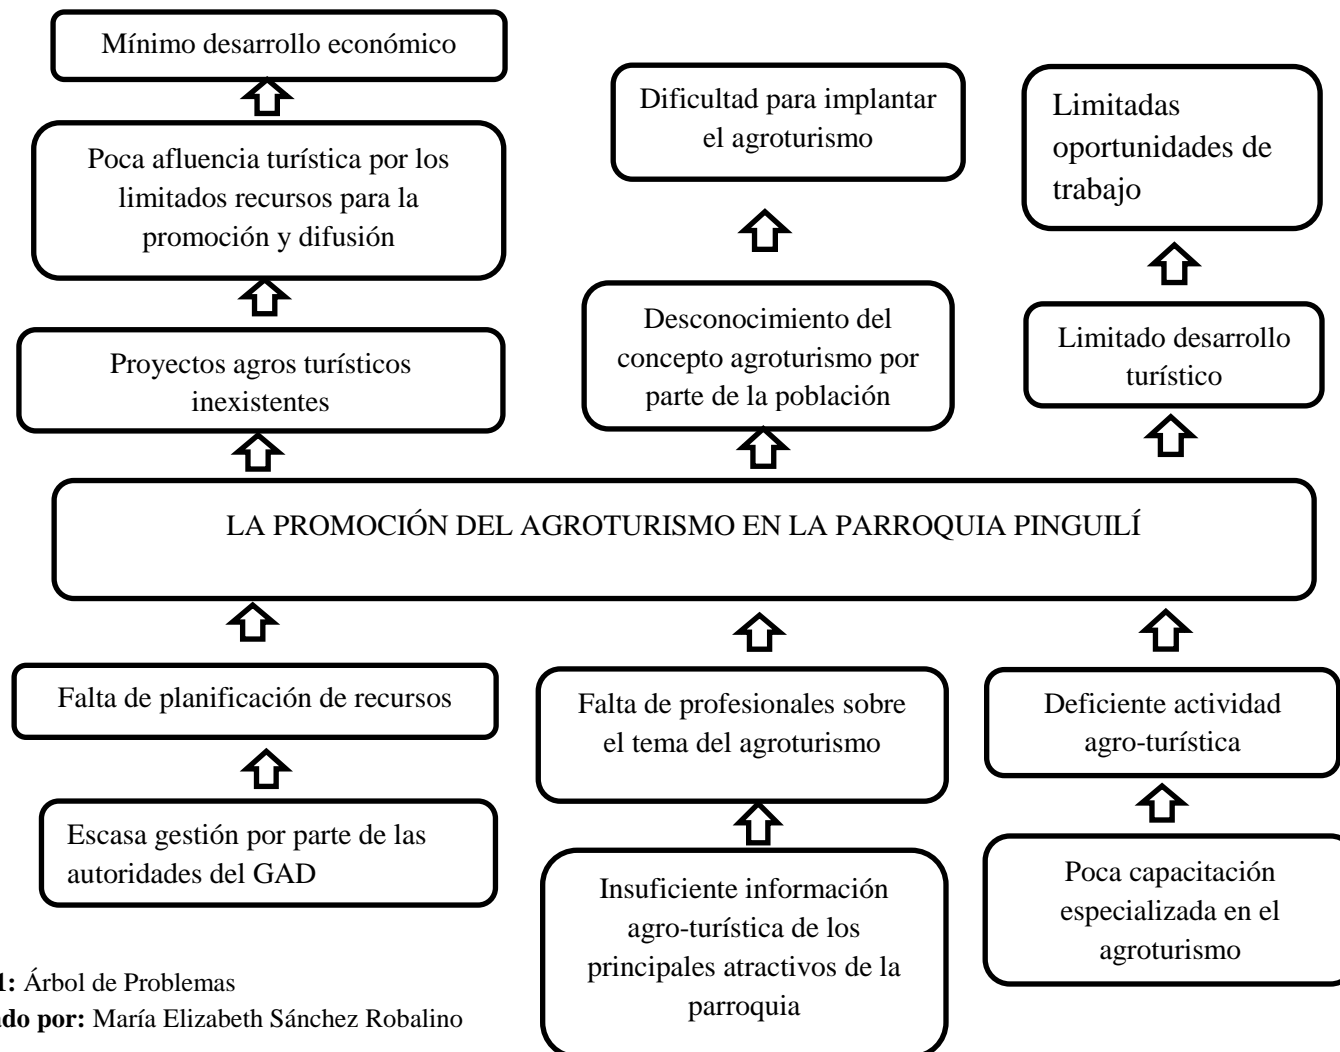 Mínimo desarrollo económico
Poca afluencia turística por los
limitados recursos para la
promoción y difusión
Proyectos agros turísticos
inexistentes
Dificultad para implantar
el agroturismo
Desconocimiento del
concepto agroturismo por
parte de la población
Limitadas
oportunidades de
trabajo
Limitado desarrollo
turístico
LA PROMOCIÓN DEL AGROTURISMO EN LA PARROQUIA PINGUILÍ
Falta de planificación de recursos
Escasa gestión por parte de las
autoridades del GAD
Falta de profesionales sobre
el tema del agroturismo
Insuficiente información
agro-turística de los
principales atractivos de la
parroquia
Deficiente actividad
agro-turística
Poca capacitación
especializada en el
agroturismo
1: Árbol de Problemas
do por: María Elizabeth Sánchez Robalino